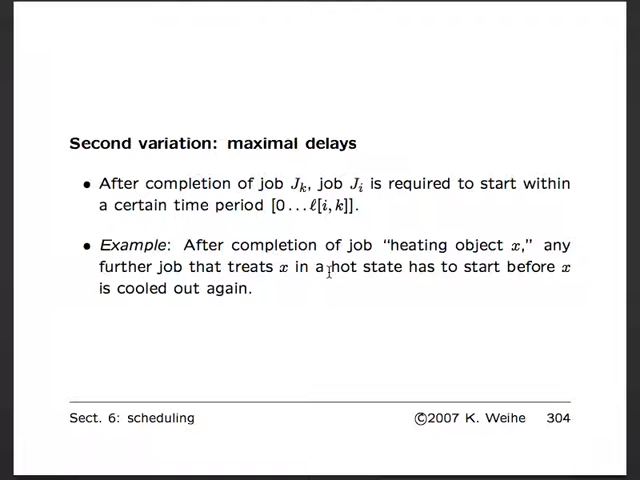 Second variation: maximal delays
• After completion of job Jk, job Ji is required to start within
a certain time period [0...ℓ[i, k]].
• Example: After completion of job “heating object x,” any
further job that treats x in a hot state has to start before x
is cooled out again.
Sect. 6: scheduling ©2007 K. Weihe 304